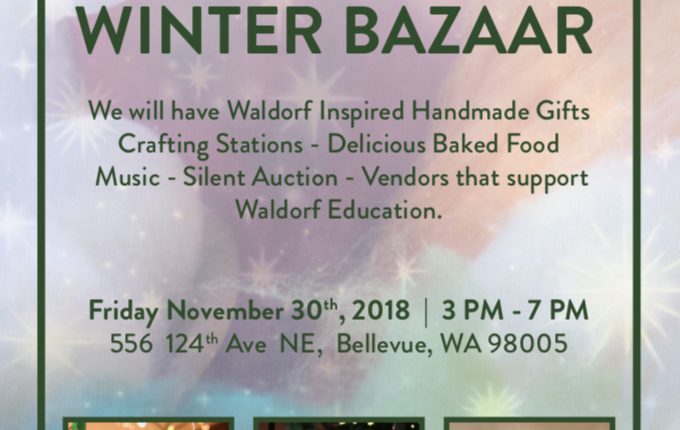 WINTER BAZAAR
We will have Waldorf Inspired Handmade Gifts
Crafting Stations - Delicious Baked Food
Music - Silent Auction - Vendors that support
Waldorf Education.
Friday November 30th, 2018 | 3 PM - 7 PM
556 124th Ave NE, Bellevue, WA 98005